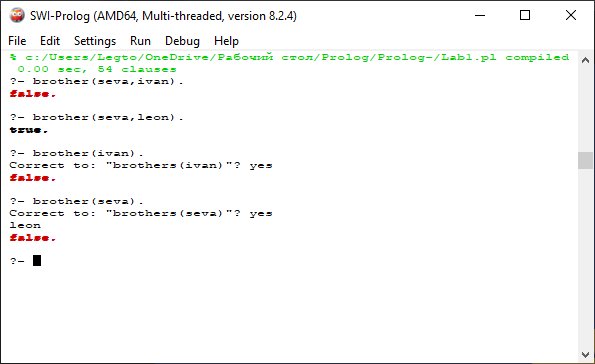 SWI-Prolog (AMD64, Multi-threaded, version 8.2.4)
File Edit Settings Run Debug Help
% c:/Users/Legto/OneDrive/Рабочий стол/Prolog/Prolog-/Lab1.pl compiled
0.00 sec, 54 clauses
?- brother(seva,ivan).
false.
?- brother(seva,leon).
true.
?- brother(ivan).
Correct to: "brothers(ivan)"? yes
false.
?- brother(seva).
Correct to: "brothers(seva)"? yes
leon
false.
?-